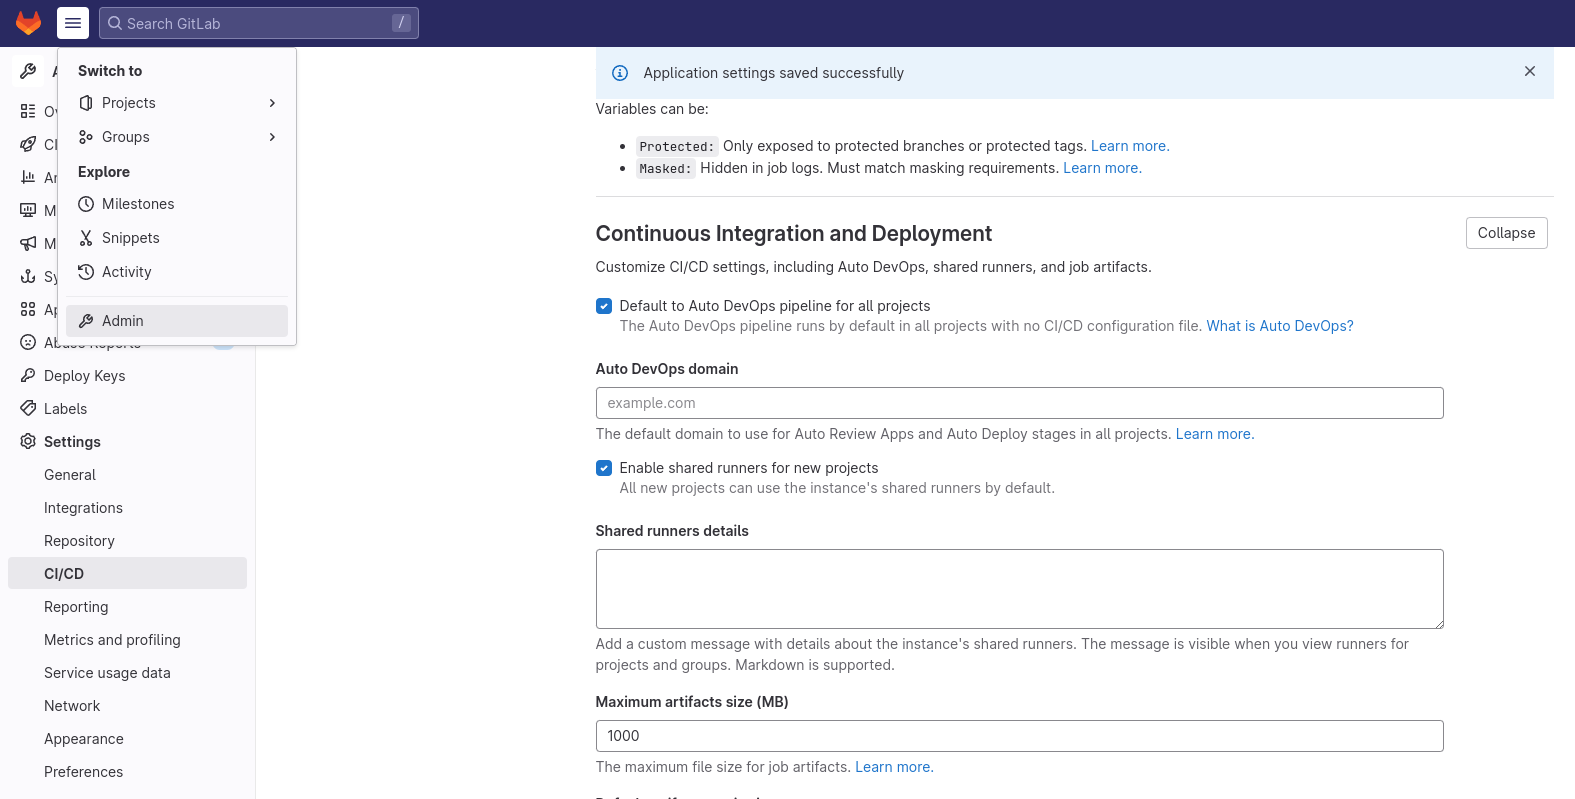 Search GitLab
/
Switch to
Projects
Groups
Explore
Milestones
Snippets
Activity
Admin
Deploy Keys
Labels
Settings
General
Integrations
Repository
CI/CD
Reporting
Metrics and profiling
Service usage data
Network
Appearance
Preferences
Application settings saved successfully
Variables can be:
Protected: Only exposed to protected branches or protected tags. Learn more.
Masked: Hidden in job logs. Must match masking requirements. Learn more.
Continuous Integration and Deployment
Collapse
Customize CI/CD settings, including Auto DevOps, shared runners, and job artifacts.
Default to Auto DevOps pipeline for all projects
The Auto DevOps pipeline runs by default in all projects with no CI/CD configuration file. What is Auto DevOps?
Auto DevOps domain
example.com
The default domain to use for Auto Review Apps and Auto Deploy stages in all projects. Learn more.
Enable shared runners for new projects
All new projects can use the instance's shared runners by default.
Shared runners details
Add a custom message with details about the instance's shared runners. The message is visible when you view runners for
projects and groups. Markdown is supported.
Maximum artifacts size (MB)
1000
The maximum file size for job artifacts. Learn more.